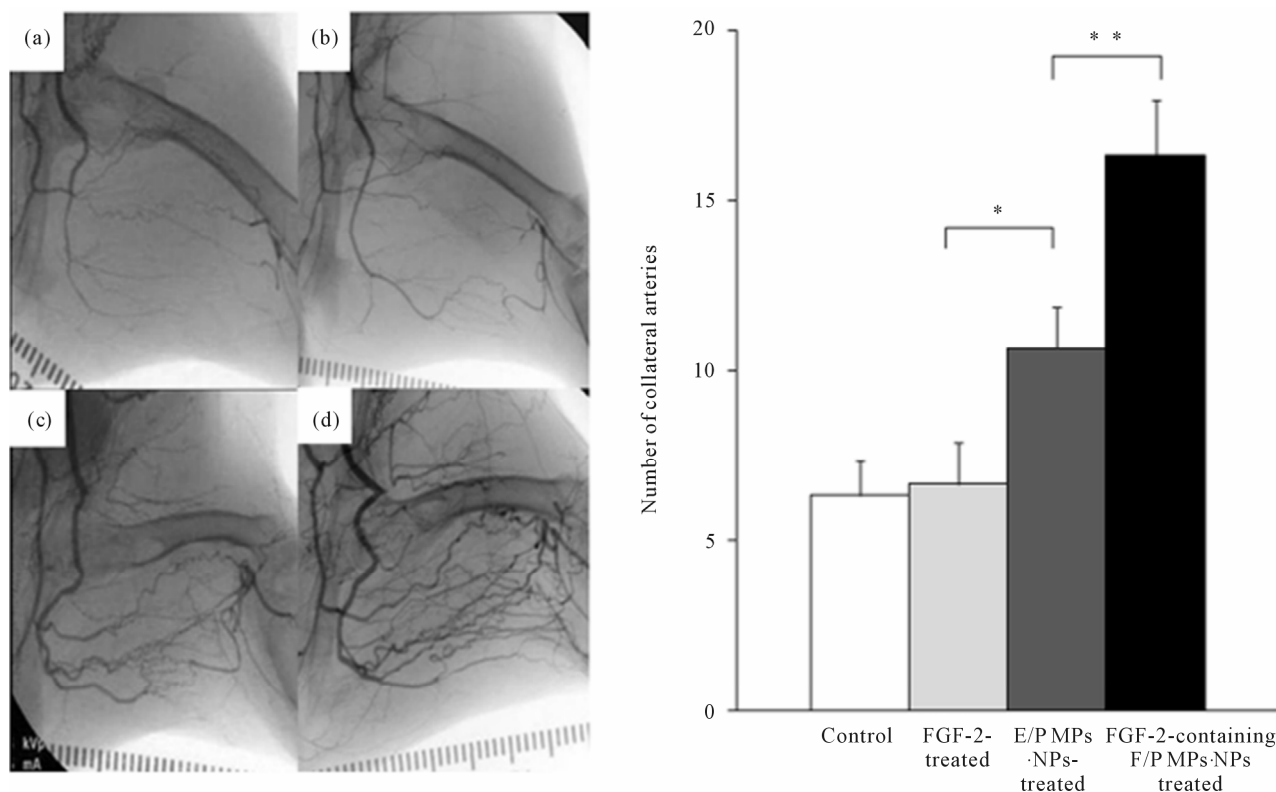 (a)
(b)
(c)
(d)
kVp
mA
Number of collateral arteries
20
15
10
5
0
* *
*
Control
FGF-2-
treated
E/P MPs
·NPs-
treated
FGF-2-containing
F/P MPs·NPs
treated